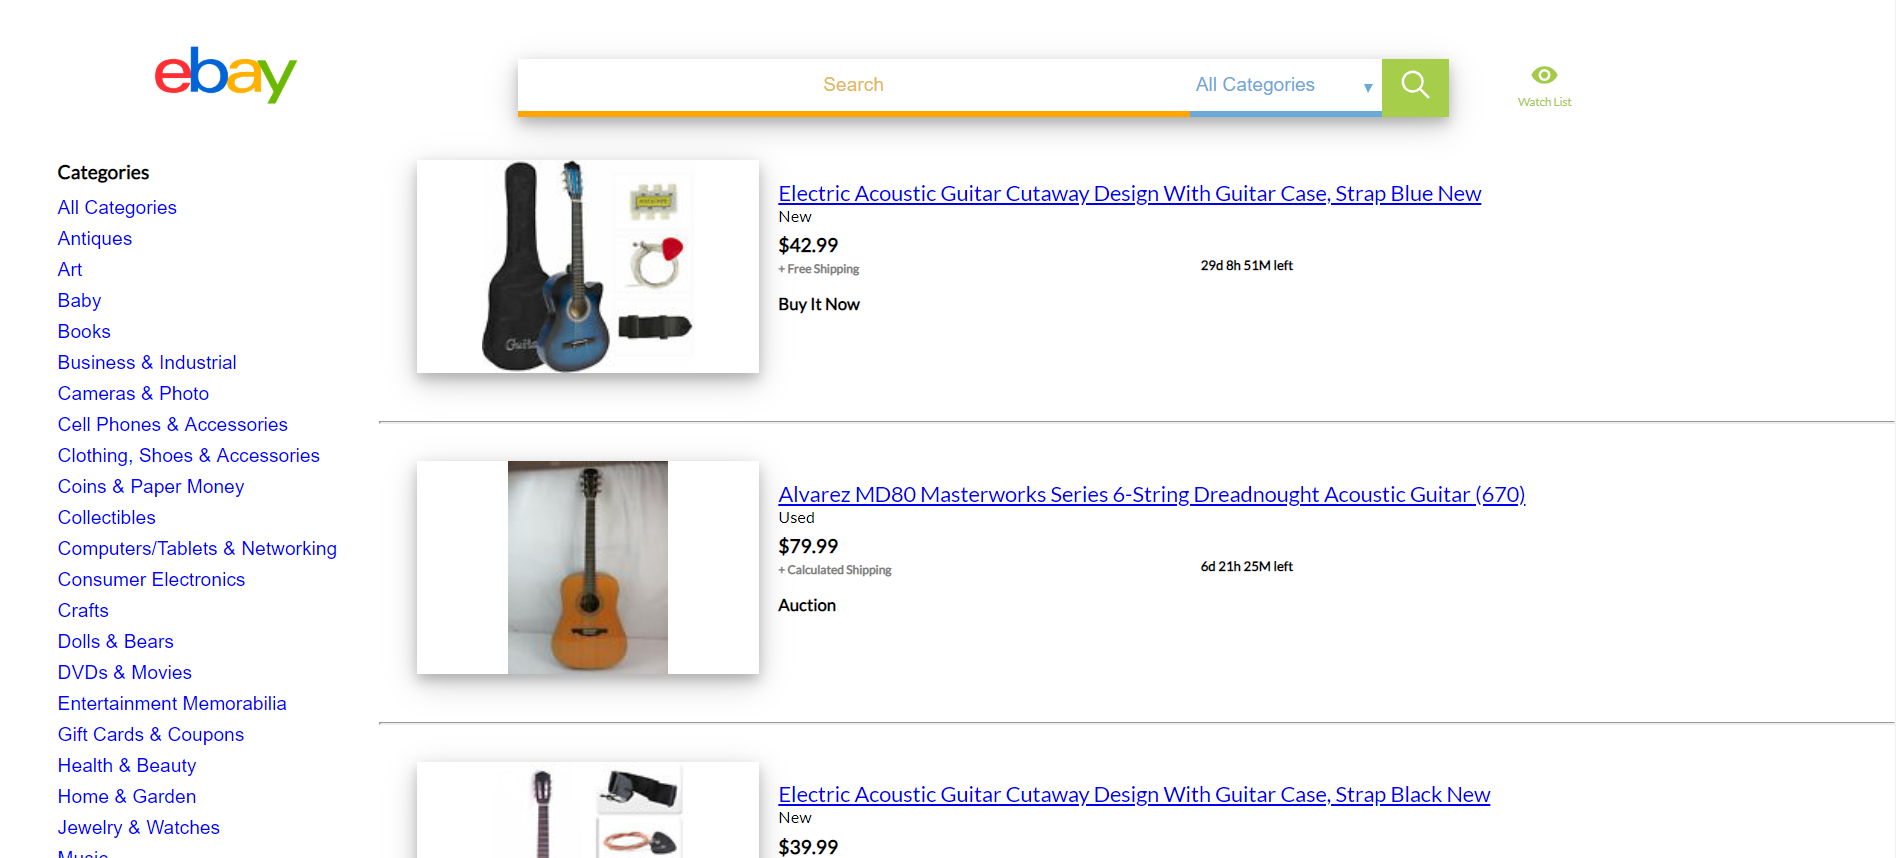 ebay
Search
All Categories
Watch List
Categories
All Categories
Antiques
Art
Baby
Books
Business & Industrial
Cameras & Photo
Cell Phones & Accessories
Clothing, Shoes & Accessories
Coins & Paper Money
Collectibles
Computers/Tablets & Networking
Consumer Electronics
Crafts
Dolls & Bears
DVDs & Movies
Entertainment Memorabilia
Gift Cards & Coupons
Health & Beauty
Home & Garden
Jewelry & Watches
Music
Guitar
Electric Acoustic Guitar Cutaway Design With Guitar Case, Strap Blue New
New
$42.99
+ Free Shipping
29d 8h 51M left
Buy It Now
Alvarez MD80 Masterworks Series 6-String Dreadnought Acoustic Guitar (670)
Used
$79.99
+ Calculated Shipping
6d 21h 25M left
Auction
Electric Acoustic Guitar Cutaway Design With Guitar Case, Strap Black New
New
$39.99